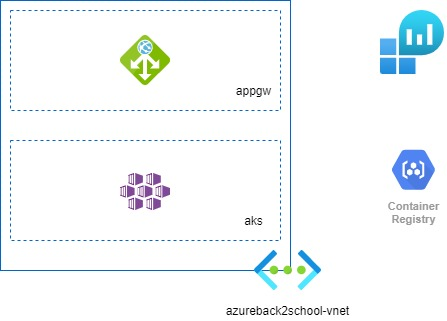 appgw
aks
Container
Registry
azureback2school-vnet